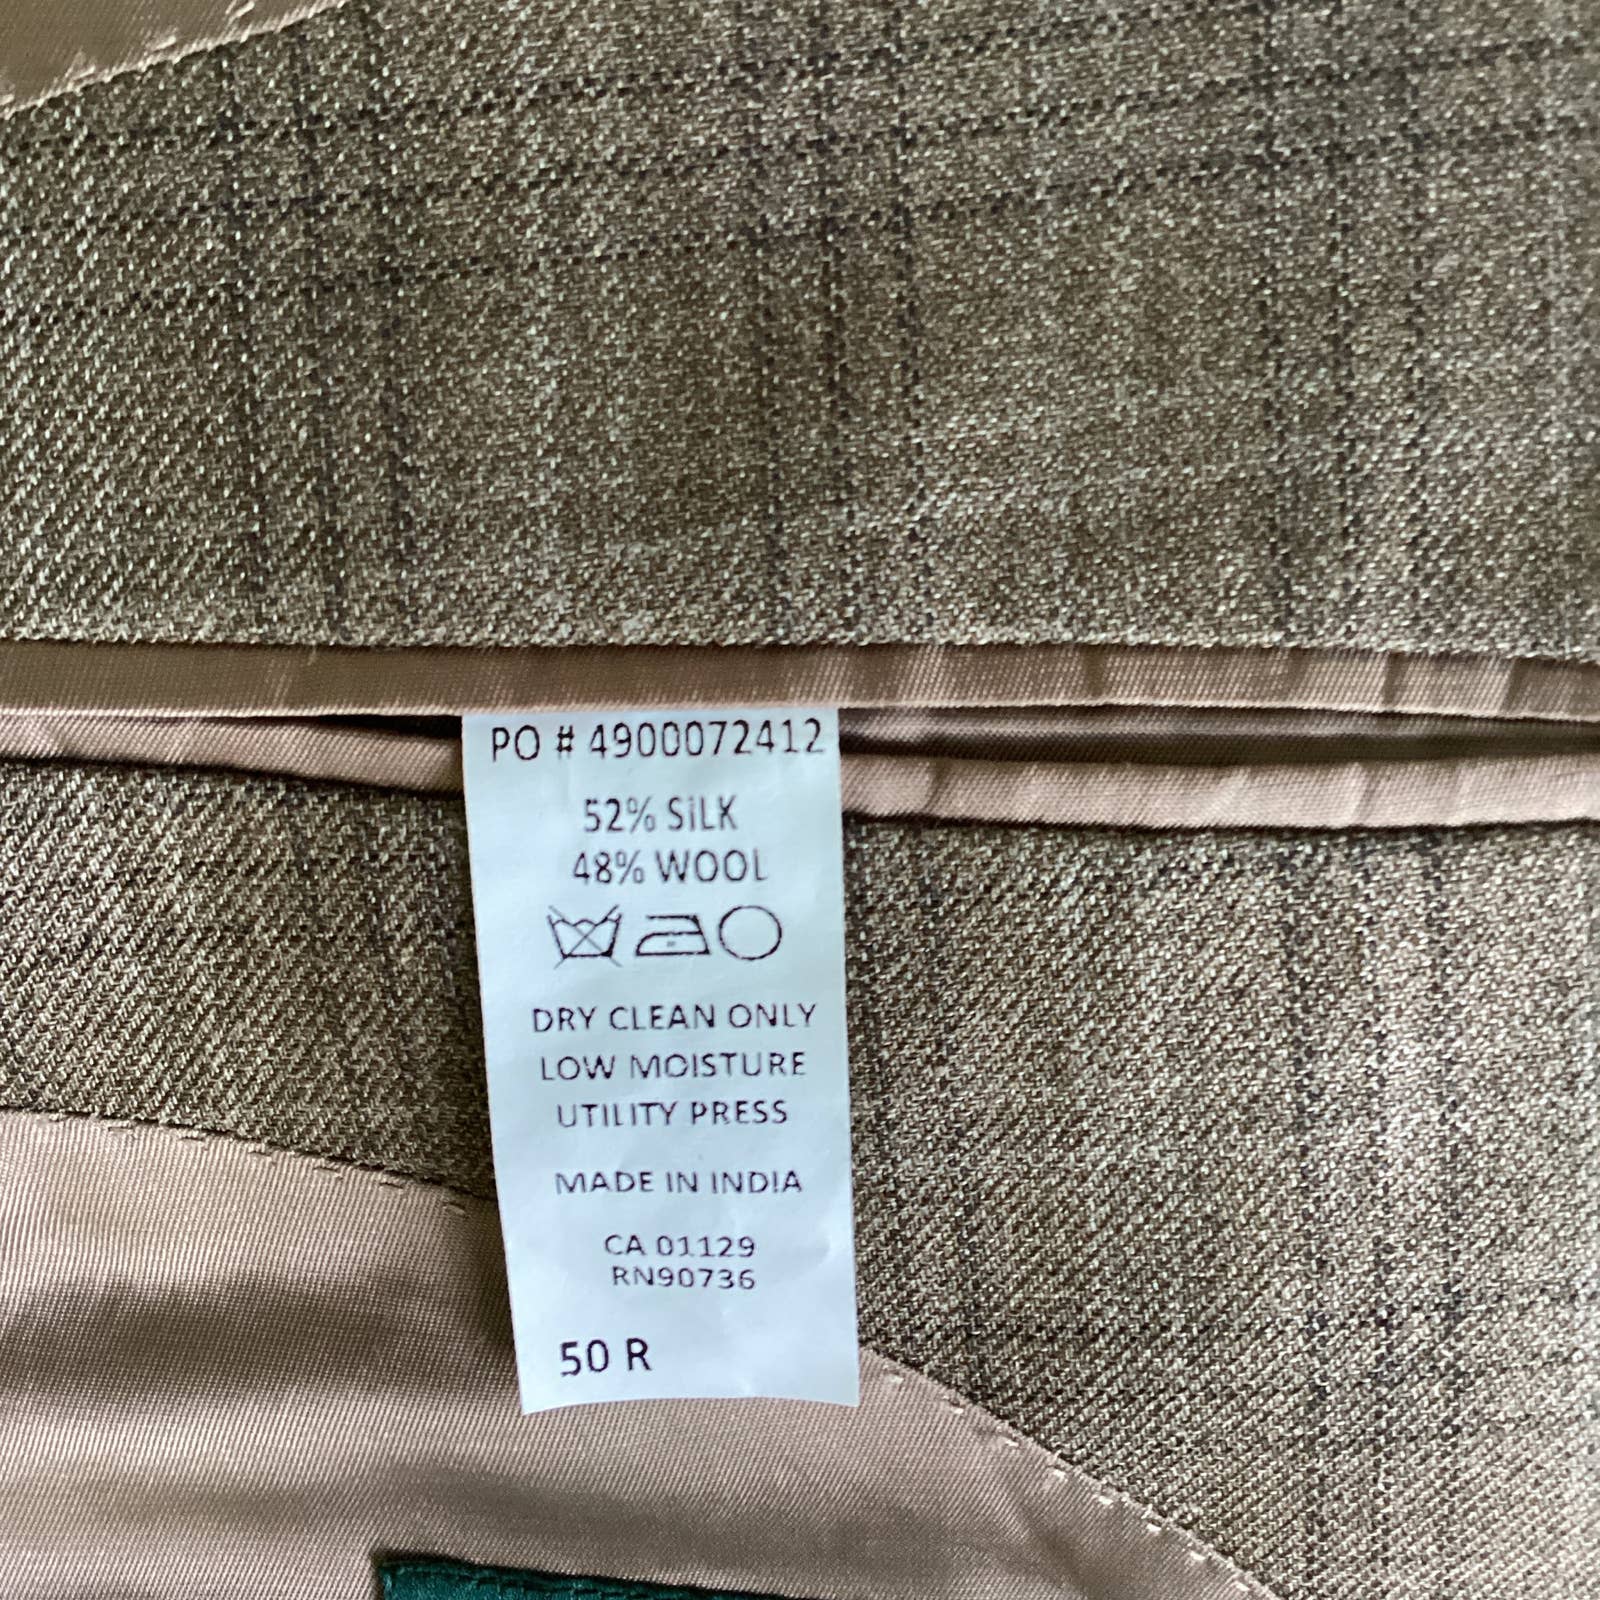 PO # 4900072412
52% SiLK
48% WOOL
DRY CLEAN ONLY
LOW MOISTURE
UTILITY PRESS
MADE IN INDIA
CA 01129
RN90736
50 R